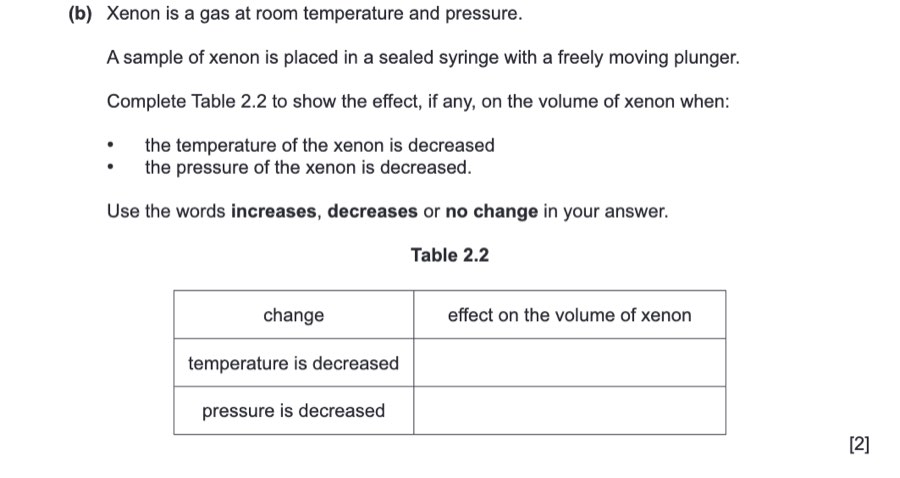 (b) Xenon is a gas at room temperature and pressure.
A sample of xenon is placed in a sealed syringe with a freely moving plunger.
Complete Table 2.2 to show the effect, if any, on the volume of xenon when:
• the temperature of the xenon is decreased
• the pressure of the xenon is decreased.
Use the words increases, decreases or no change in your answer.
Table 2.2
change effect on the volume of xenon
temperature is decreased
pressure is decreased
[2]